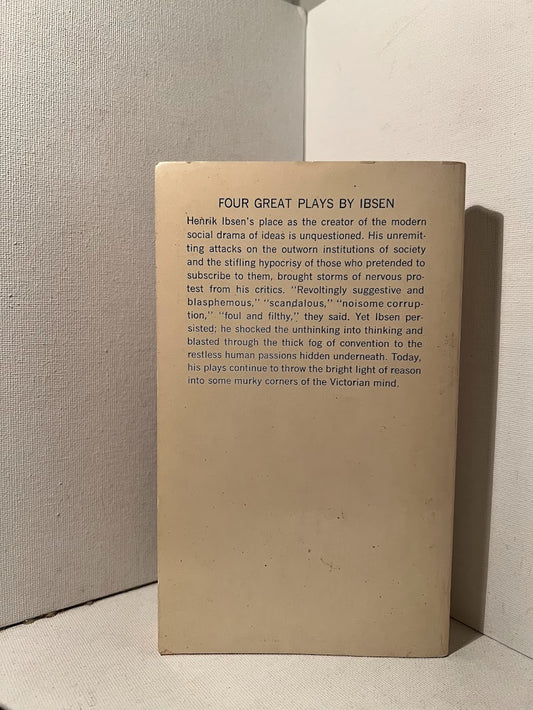 FOUR GREAT PLAYS BY IBSEN
Henrik Ibsen's place as the creator of the modern
social drama of ideas is unquestioned. His unremit-
ting attacks on the outworn institutions of society
and the stifling hypocrisy of those who pretended to
subscribe to them, brought storms of nervous pro-
test from his critics. "Revoltingly suggestive and
blasphemous," "scandalous," "noisome corrup-
tion," "foul and filthy," they said. Yet Ibsen per-
sisted; he shocked the unthinking into thinking and
blasted through the thick fog of convention to the
restless human passions hidden underneath. Today,
his plays continue to throw the bright light of reason
into some murky corners of the Victorian mind.